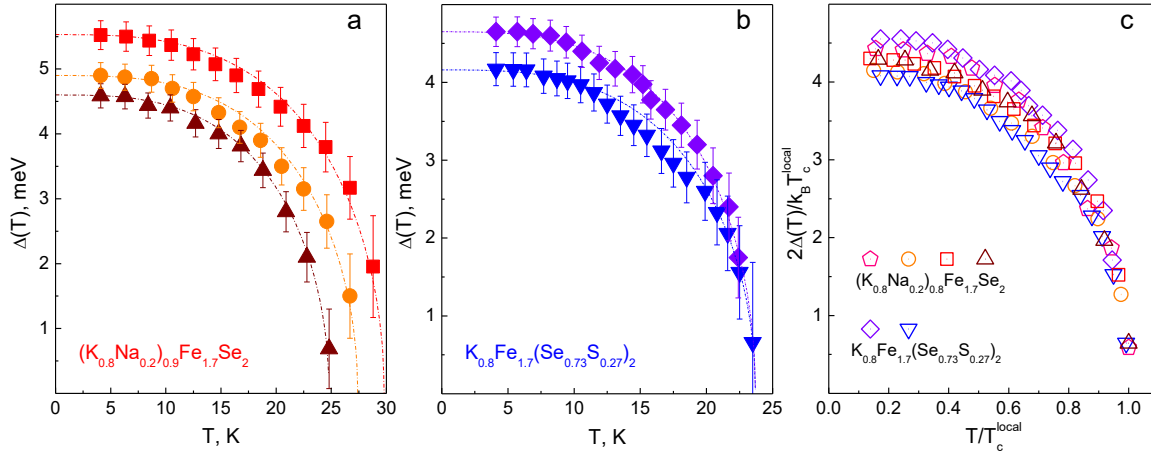 a
Δ(T), meV
5
4
3
2
1
(K0.8Na0.2)0.9Fe1.7Se2
0 5 10 15 20 25 30
T, K
b
Δ(T), meV
5
4
3
2
1
K0.8Fe1.7(Se0.73S0.27)2
0 5 10 15 20 25
T, K
c
2Δ(T)/kBTclocal
4
3
2
1
0
(K0.8Na0.2)0.8Fe1.7Se2
K0.8Fe1.7(Se0.73S0.27)2
0.0 0.2 0.4 0.6 0.8 1.0
T/Tclocal